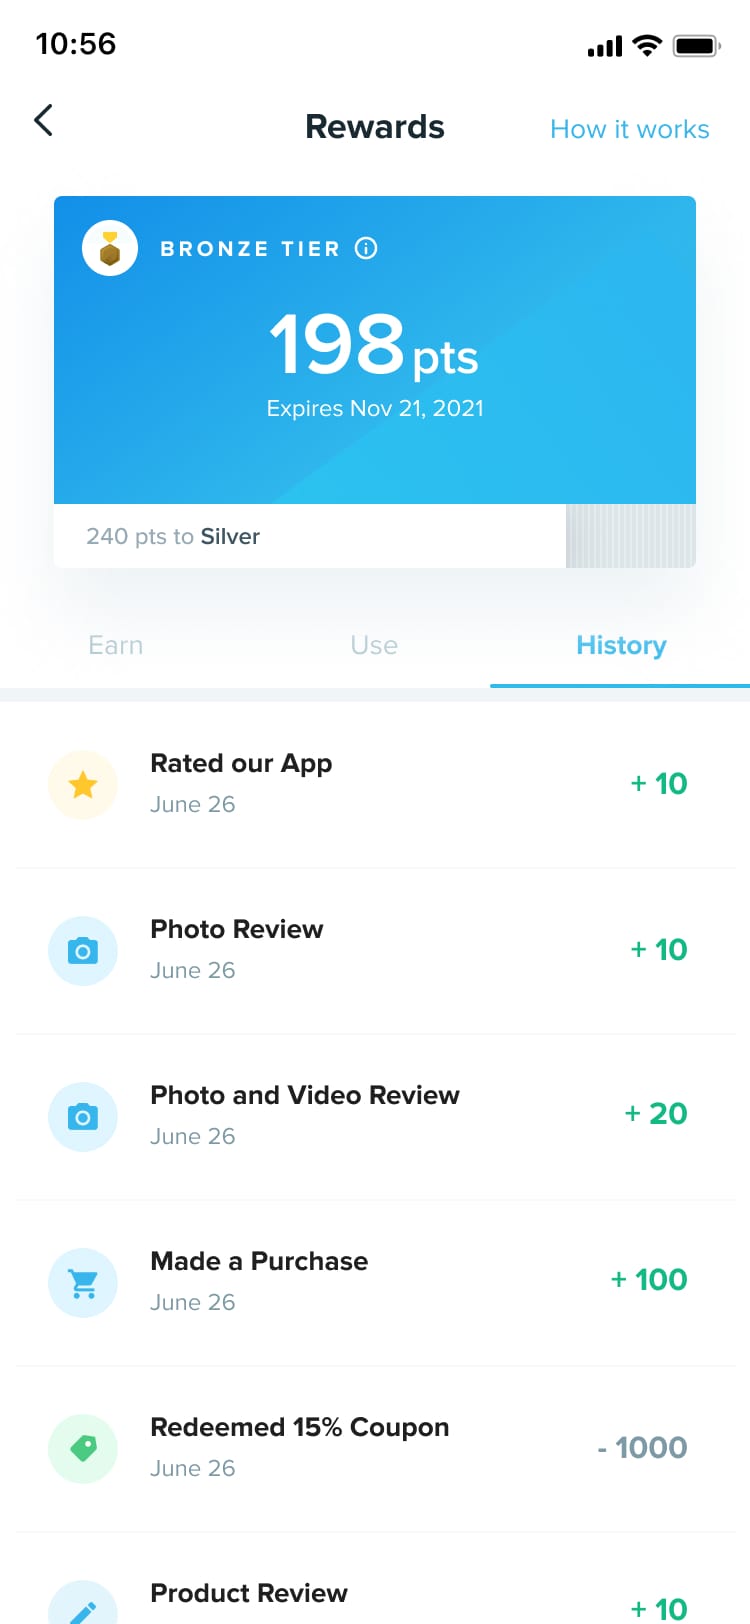 10:56
Rewards
How it works
BRONZE TIER
198 pts
Expires Nov 21, 2021
240 pts to Silver
Earn
Use
History
Rated our App
June 26
+ 10
Photo Review
June 26
+ 10
Photo and Video Review
June 26
+ 20
Made a Purchase
June 26
+ 100
Redeemed 15% Coupon
June 26
- 1000
Product Review
+ 10